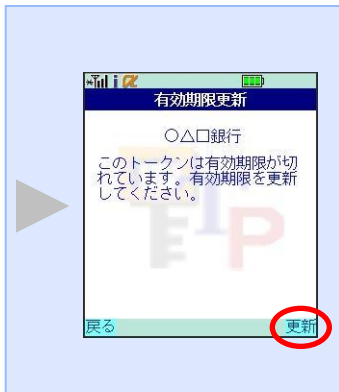 有効期限更新
○△□銀行
このトークンは有効期限が切
れています。有効期限を更新
してください。
戻る 更新